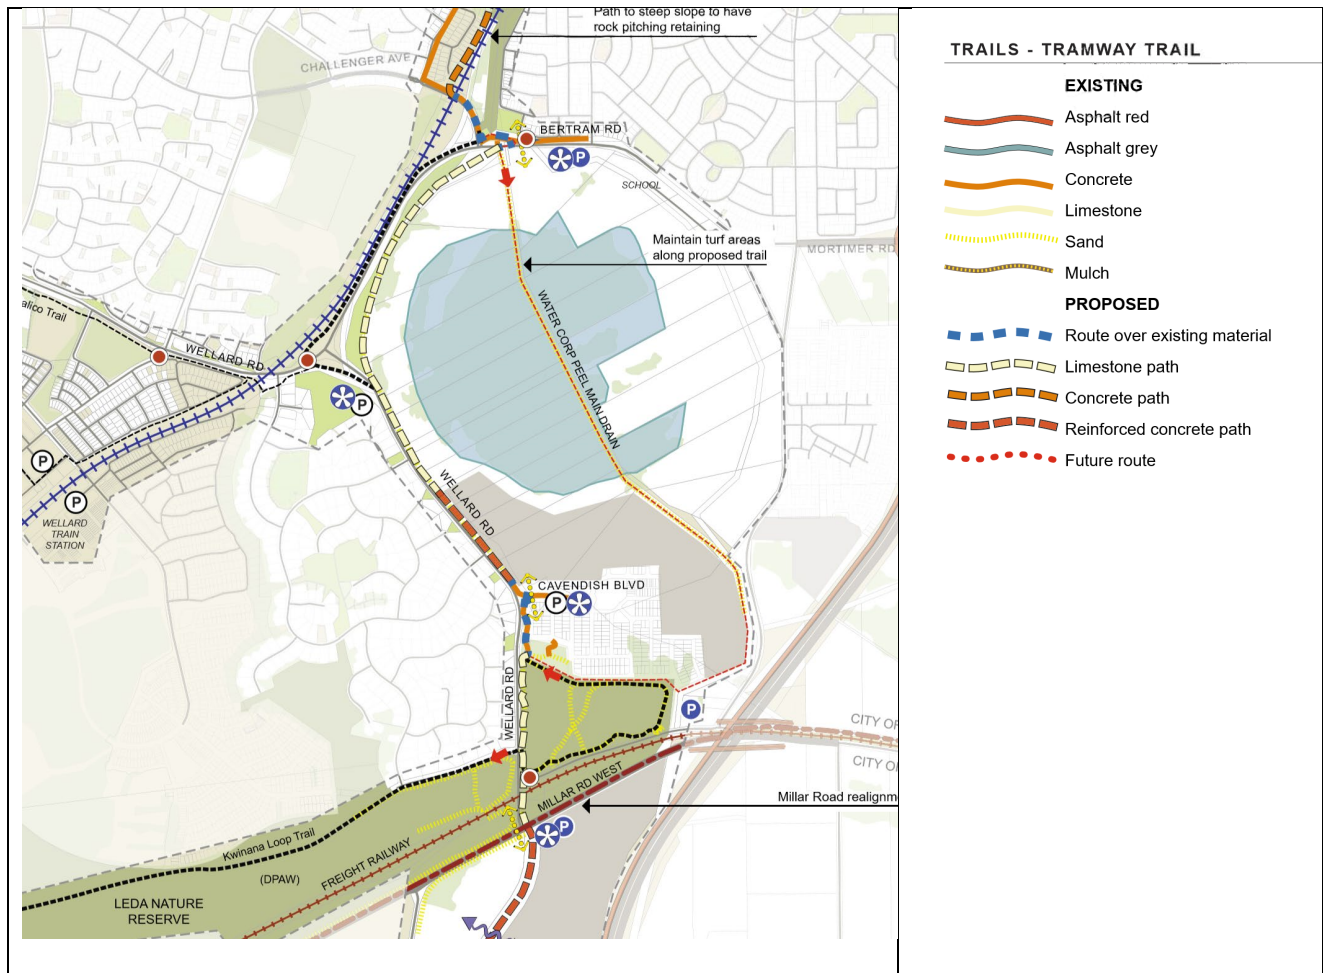 Path to steep slope to have
rock pitching retaining
CHALLENGER AVE
BERTRAM RD
P
SCHOOL
MORTIMER RD
Maintain turf areas
along proposed trail
WATER CORP PEEL MAIN DRAIN
alico Trail
WELLARD RD
P
P
P
WELLARD
TRAIN
STATION
WELLARD RD
CAVENDISH BLVD
P
WELLARD RD
P
CITY OF
CITY O
MILLAR RD WEST
Millar Road realignm
P
Kwinana Loop Trail
FREIGHT RAILWAY
(DPAW)
LEDA NATURE
RESERVE
TRAILS - TRAMWAY TRAIL
EXISTING
Asphalt red
Asphalt grey
Concrete
Limestone
Sand
Mulch
PROPOSED
Route over existing material
Limestone path
Concrete path
Reinforced concrete path
Future route